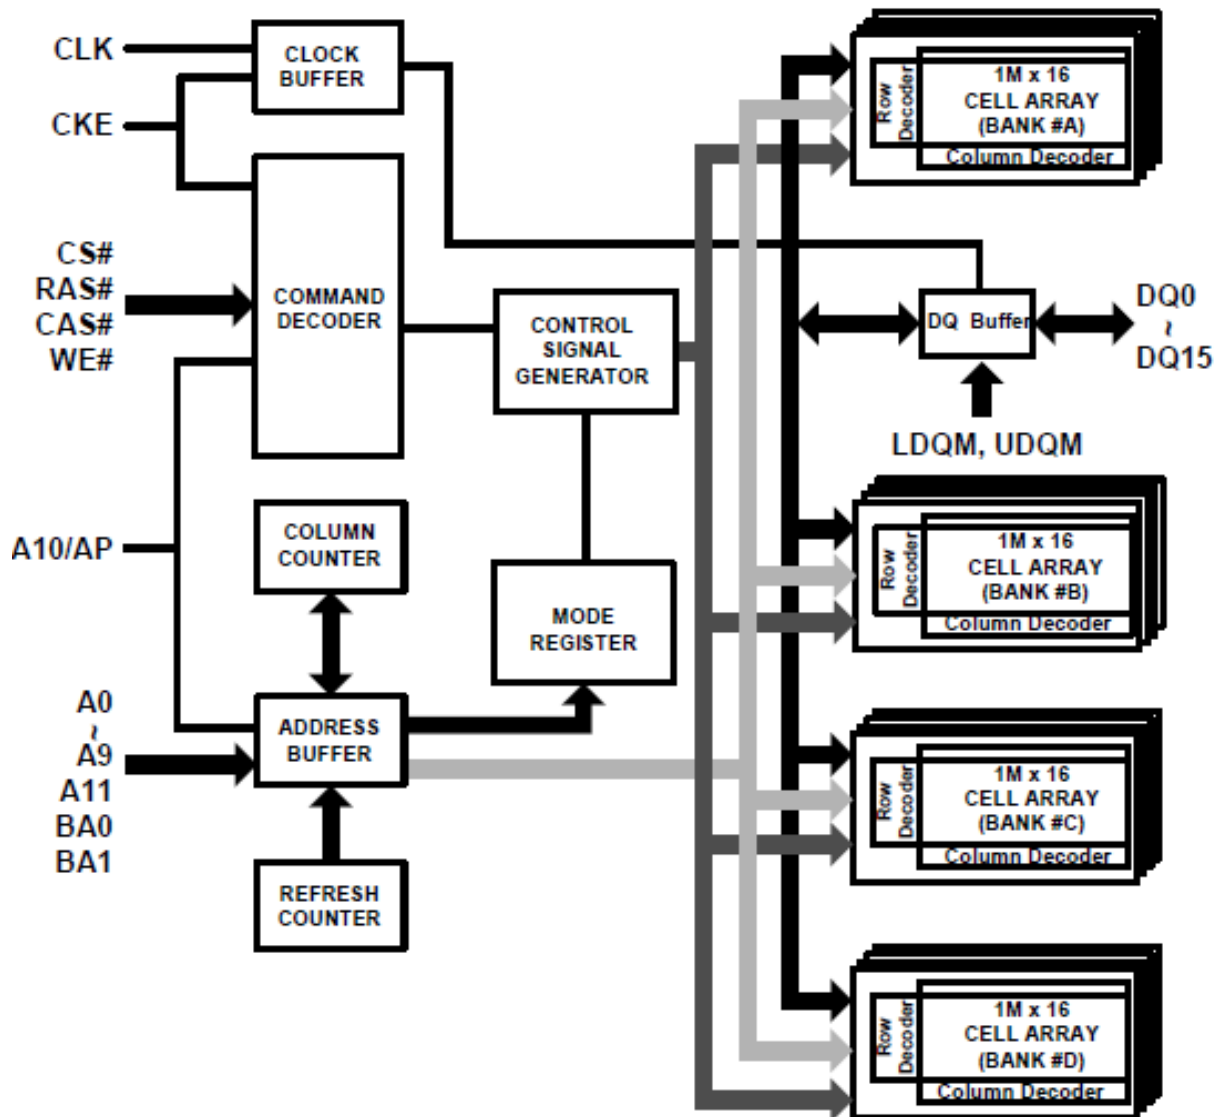 CLK
CKE
CLOCK
BUFFER
CS#
RAS#
CAS#
WE#
COMMAND
DECODER
CONTROL
SIGNAL
GENERATOR
A10/AP
COLUMN
COUNTER
MODE
REGISTER
A0
~
A9
A11
BA0
BA1
ADDRESS
BUFFER
REFRESH
COUNTER
Row
Decoder
1M x 16
CELL ARRAY
(BANK #A)
Column Decoder
DQ Buffer
DQ0
~
DQ15
LDQM, UDQM
Row
Decoder
1M x 16
CELL ARRAY
(BANK #B)
Column Decoder
Row
Decoder
1M x 16
CELL ARRAY
(BANK #C)
Column Decoder
Row
Decoder
1M x 16
CELL ARRAY
(BANK #D)
Column Decoder